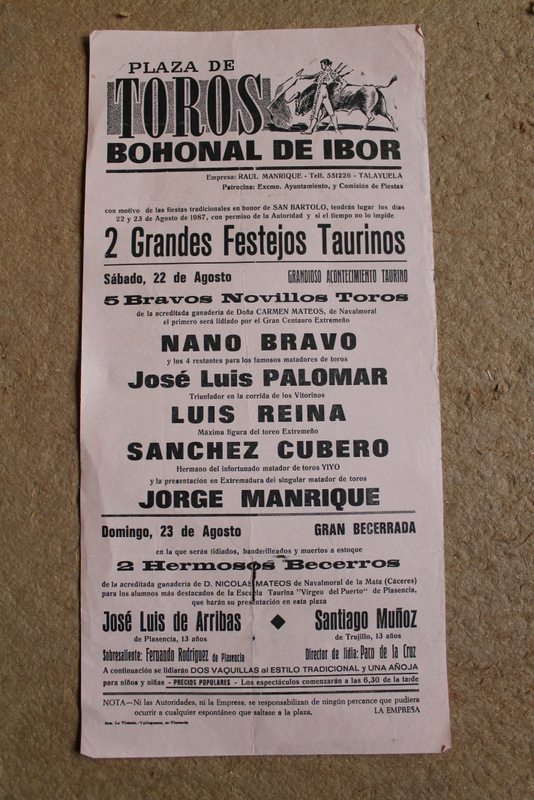 PLAZA DE
TOROS
BOHONAL DE IBOR
Empresa: RAUL MANRIQUE - Telf. 551226 - TALAYUELA
Patrocina: Excmo. Ayuntamiento, y Comisión de Fiestas
con motivo de las fiestas tradicionales en honor de SAN BARTOLO, tendrán lugar los días
22 y 23 de Agosto de 1987, con permiso de la Autoridad y si el tiempo no lo impide
2 Grandes Festejos Taurinos
Sábado, 22 de Agosto GRANDIOSO ACONTECIMIENTO TAURINO
5 Bravos Novillos Toros
de la acreditada ganadería de Doña CARMEN MATEOS, de Navalmoral
el primero será lidiado por el Gran Centauro Extremeño
NANO BRAVO
y los 4 restantes para los famosos matadores de toros
José Luis PALOMAR
Triunfador en la corrida de los Vitorinos
LUIS REINA
Máxima figura del toreo Extremeño
SANCHEZ CUBERO
Hermano del infortunado matador de toros YIYO
y la presentación en Extremadura del singular matador de toros
JORGE MANRIQUE
Domingo, 23 de Agosto GRAN BECERRADA
en la que serán lidiados, banderilleados y muertos a estoque
2 Hermosos Becerros
de la acreditada ganadería de D. NICOLAS MATEOS de Navalmoral de la Mata (Cáceres)
para los alumnos más destacados de la Escuela Taurina "Virgeu del Puerto" de Plasencia,
que harán su presentación en esta plaza
José Luis de Arribas Santiago Muñoz
de Plasencia, 13 años de Trujillo, 13 años
Sobresaliente: Fernando Rodríguez de Plasencia Director de lidia: Paco de la Cruz
A continuación se lidiarán DOS VAQUILLAS al ESTILO TRADICIONAL y UNA AÑOJA
para niños y niñas - PRECIOS POPULARES - Los espectáculos comenzarán a las 6,30 de la tarde
NOTA—Ni las Autoridades, ni la Empresa, se responsabilizan de ningún percance que pudiera
ocurrir a cualquier espontáneo que saltase a la plaza. LA EMPRESA